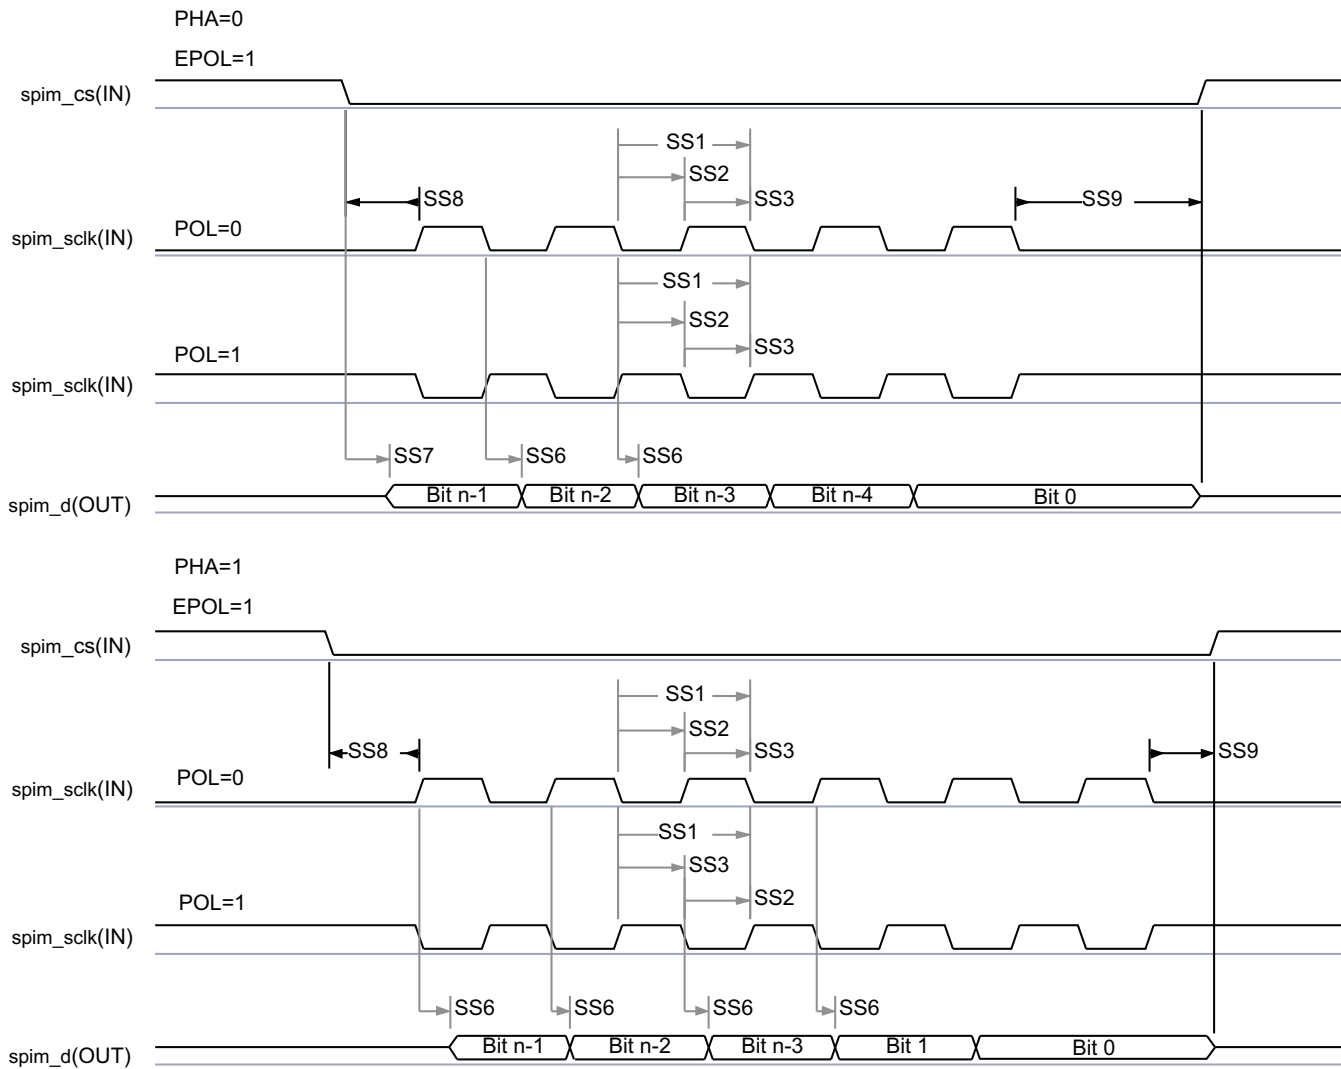 PHA=0
EPOL=1
spim_cs(IN)
SS1
SS2
SS8
SS3
SS9
POL=0
spim_sclk(IN)
SS1
SS2
SS3
POL=1
spim_sclk(IN)
SS7
SS6
SS6
Bit n-1
Bit n-2
Bit n-3
Bit n-4
Bit 0
spim_d(OUT)
PHA=1
EPOL=1
spim_cs(IN)
SS1
SS2
SS8
SS3
SS9
POL=0
spim_sclk(IN)
SS1
SS3
SS2
POL=1
spim_sclk(IN)
SS6
SS6
SS6
SS6
Bit n-1
Bit n-2
Bit n-3
Bit 1
Bit 0
spim_d(OUT)